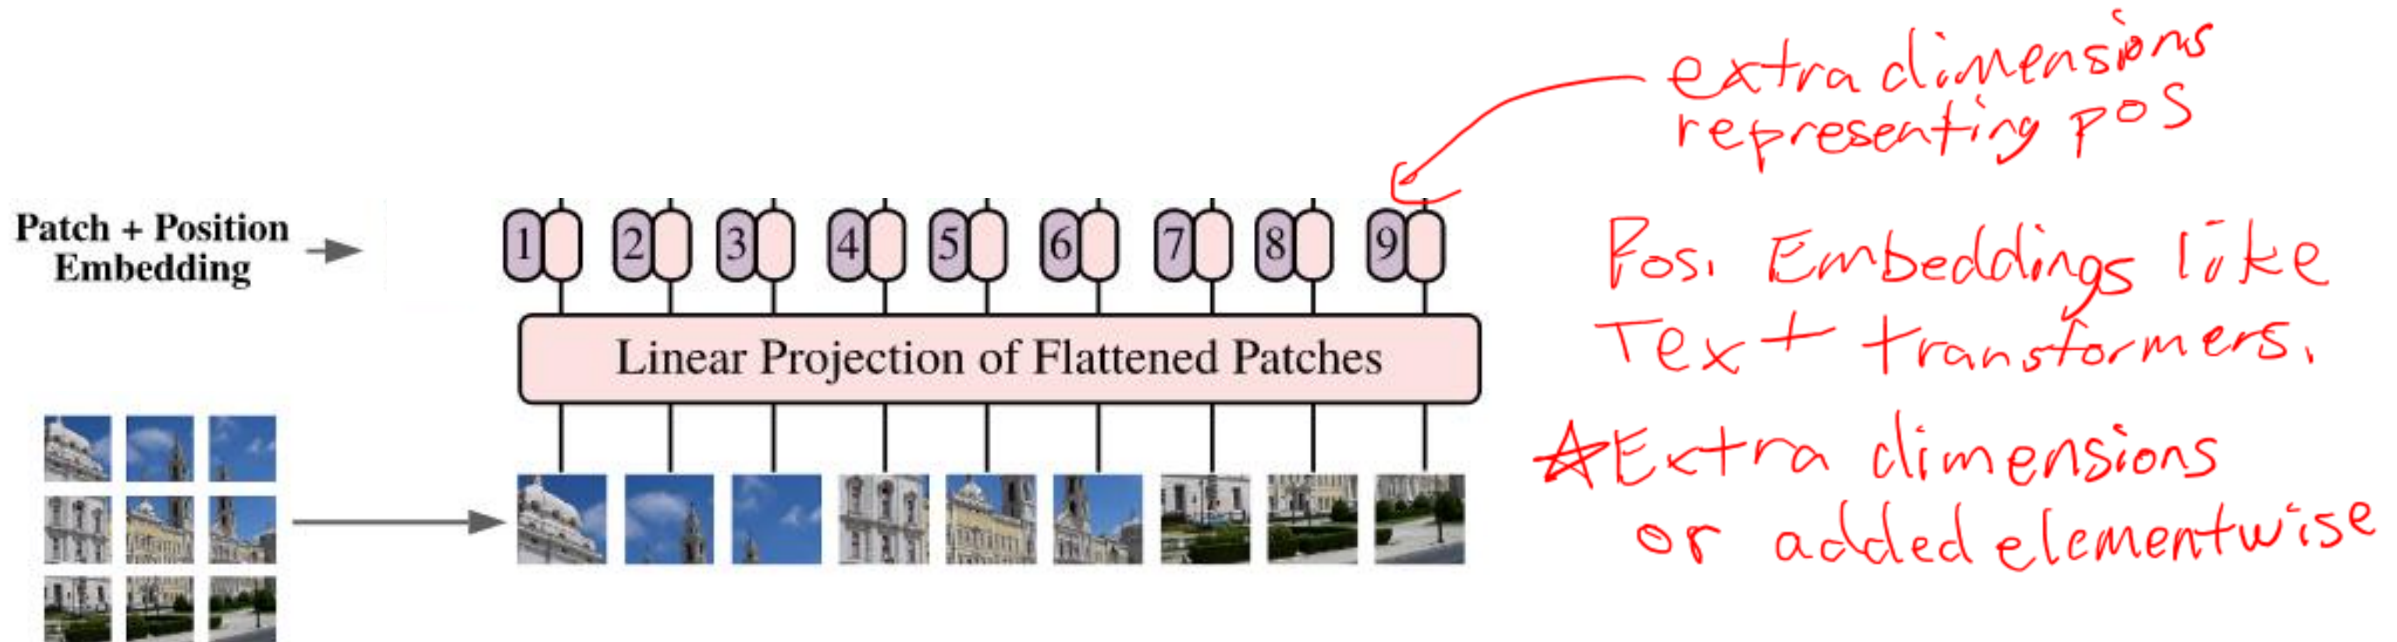 extra dimensions
representing pos
Patch + Position
Embedding
1 2 3 4 5 6 7 8 9
Pos. Embeddings like
Text transformers.
Linear Projection of Flattened Patches
☆Extra dimensions
or added elementwise